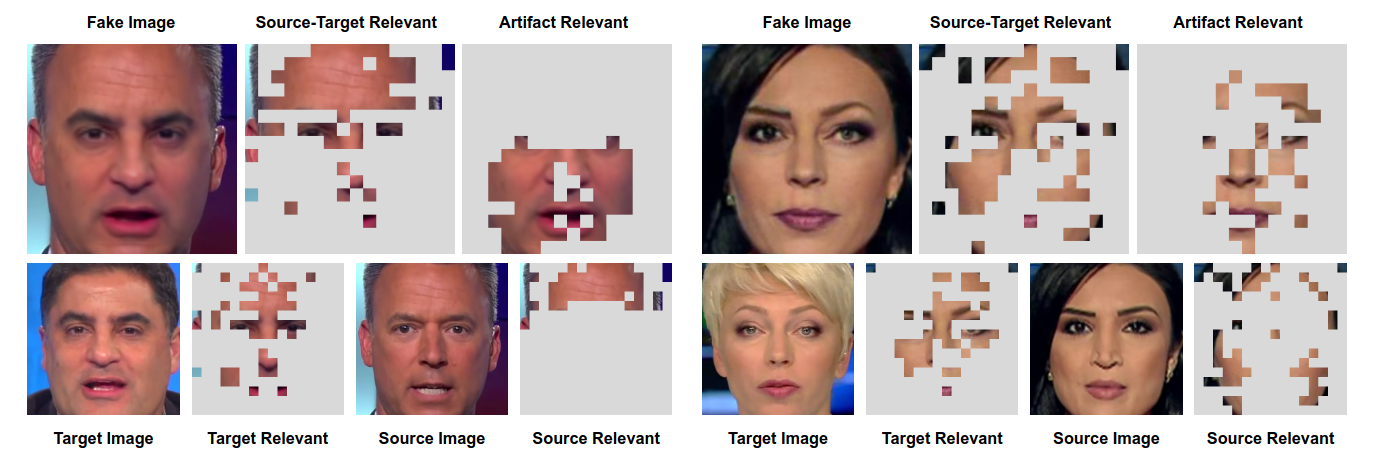 Fake Image Source-Target Relevant Artifact Relevant Fake Image Source-Target Relevant Artifact Relevant
Target Image Target Relevant Source Image Source Relevant Target Image Target Relevant Source Image Source Relevant